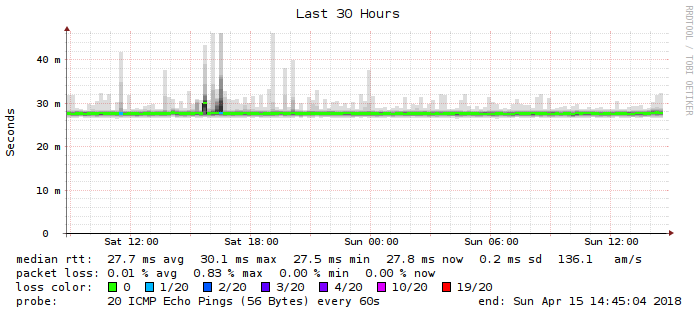 Last 30 Hours
RRDTOOL / TOBI OETIKER
Seconds
40 m
30 m
20 m
10 m
0
Sat 12:00 Sat 18:00 Sun 00:00 Sun 06:00 Sun 12:00
median rtt: 27.7 ms avg 30.1 ms max 27.5 ms min 27.8 ms now 0.2 ms sd 136.1 am/s
packet loss: 0.01 % avg 0.83 % max 0.00 % min 0.00 % now
loss color: 0 1/20 2/20 3/20 4/20 10/20 19/20
probe: 20 ICMP Echo Pings (56 Bytes) every 60s end: Sun Apr 15 14:45:04 2018